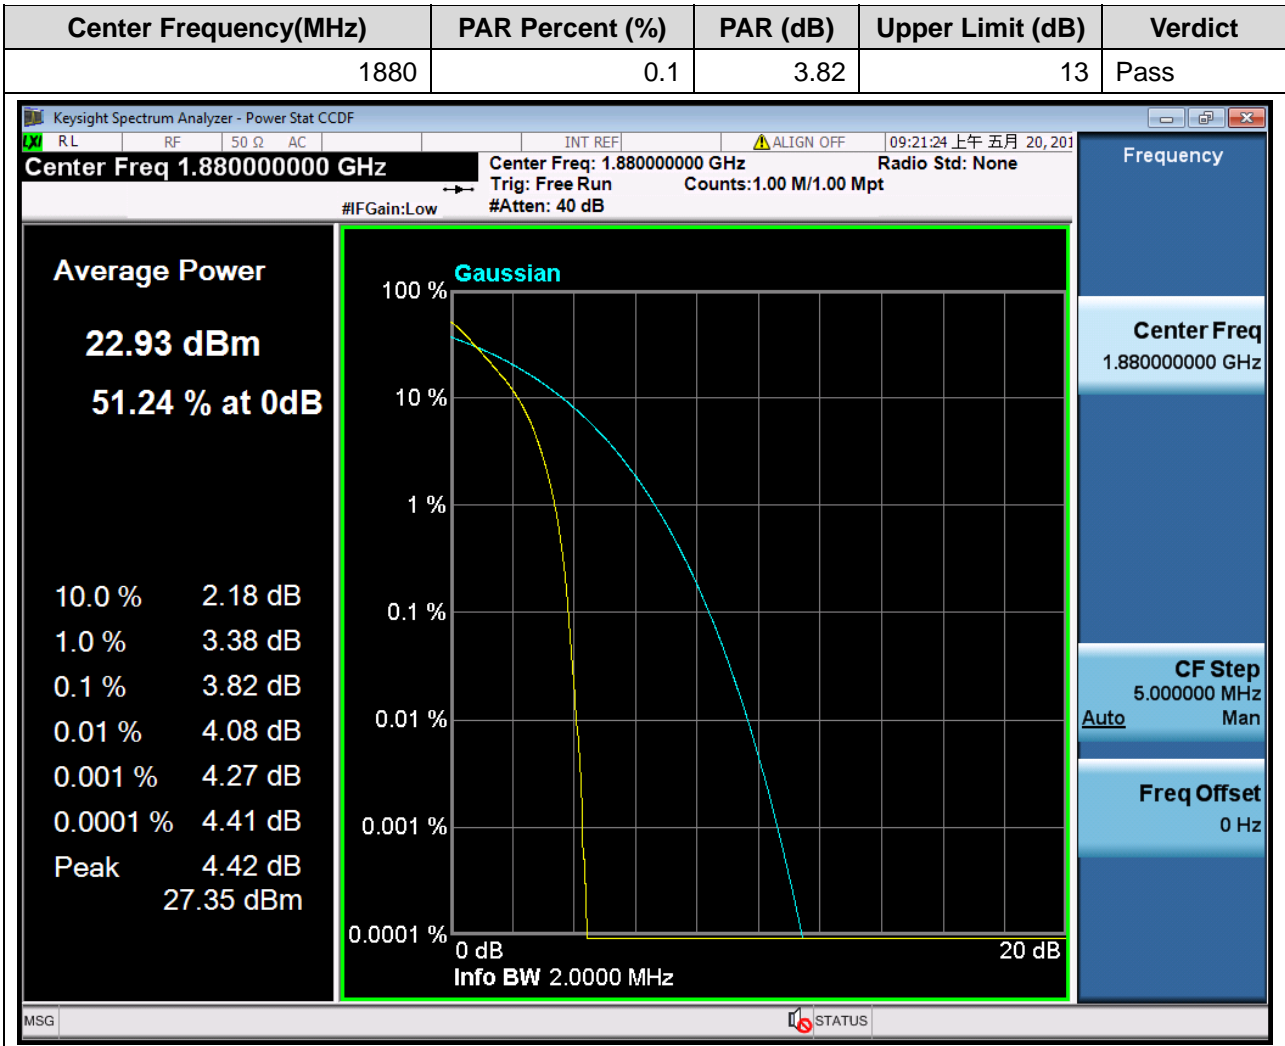 Center Frequency(MHz) PAR Percent (%) PAR (dB) Upper Limit (dB) Verdict
1880 0.1 3.82 13 Pass
Keysight Spectrum Analyzer - Power Stat CCDF
LXI RL RF 50 Ω AC INT REF ALIGN OFF 09:21:24 上午 五月 20, 201
Center Freq 1.880000000 GHz
Center Freq: 1.880000000 GHz Radio Std: None
Trig: Free Run Counts:1.00 M/1.00 Mpt
#IFGain:Low #Atten: 40 dB
Frequency
Average Power
22.93 dBm
51.24 % at 0dB
10.0 % 2.18 dB
1.0 % 3.38 dB
0.1 % 3.82 dB
0.01 % 4.08 dB
0.001 % 4.27 dB
0.0001 % 4.41 dB
Peak 4.42 dB
27.35 dBm
Gaussian
100 %
10 %
1 %
0.1 %
0.01 %
0.001 %
0.0001 %
0 dB 20 dB
Info BW 2.0000 MHz
Center Freq
1.880000000 GHz
CF Step
5.000000 MHz
Auto Man
Freq Offset
0 Hz
MSG STATUS